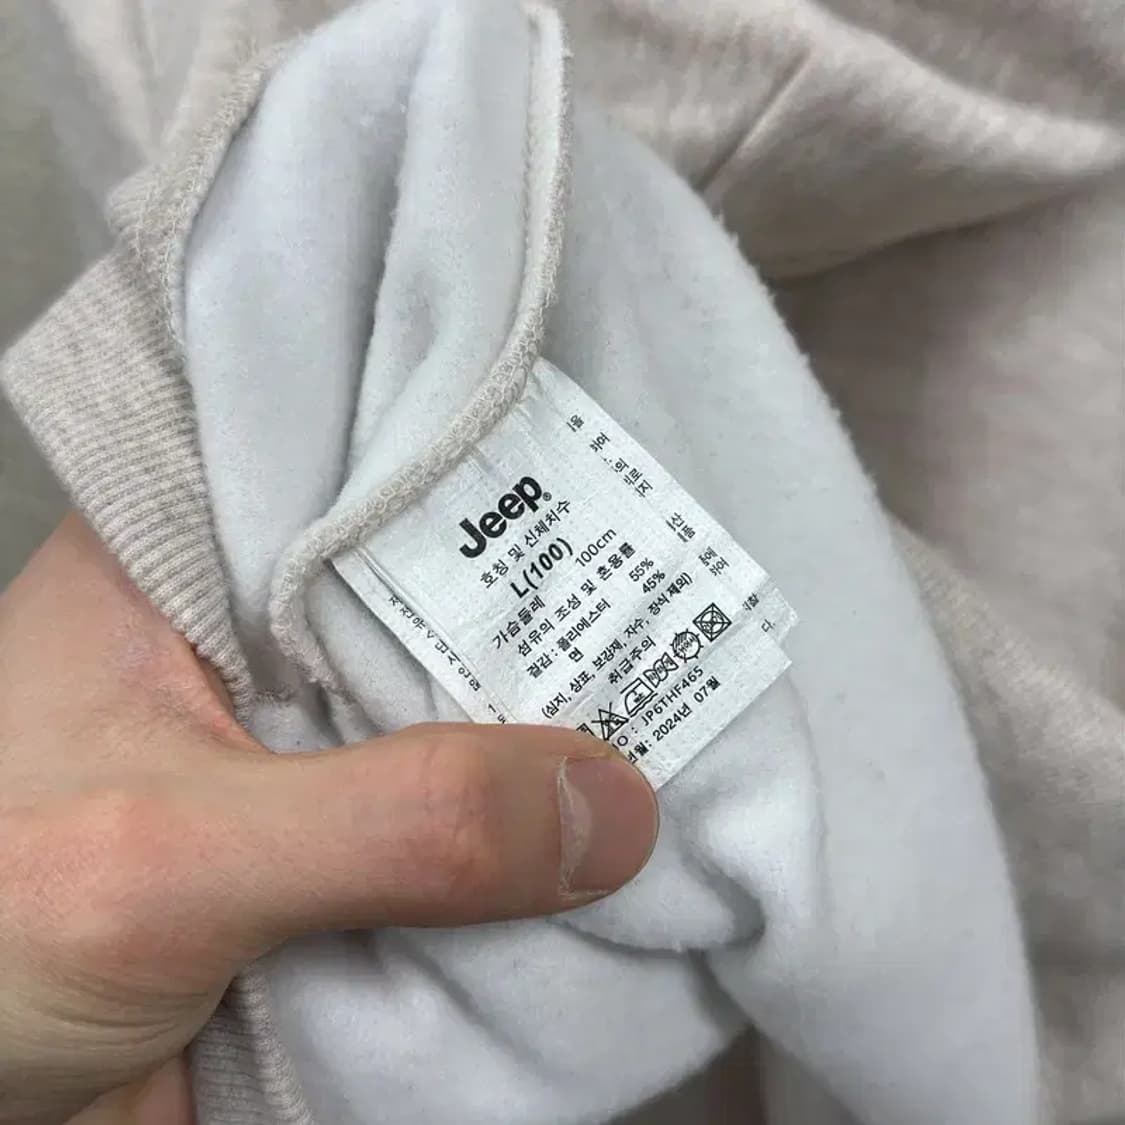 Jeep®
호칭 및 신체치수
L(100)
가슴둘레 100cm
섬유의 조성 및 혼용률
겉감 : 폴리에스터 55%
면 45%
(심지, 상표, 보강재, 자수, 장식 제외)
취급주의
O : JP6THF465
년월: 2024년 07월